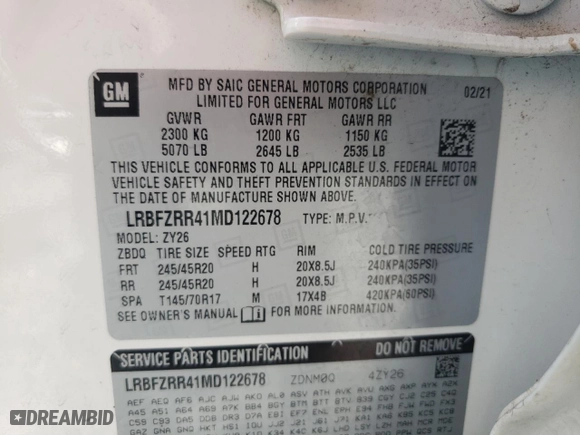 GM
MFD BY SAIC GENERAL MOTORS CORPORATION
LIMITED FOR GENERAL MOTORS LLC
02/21
GVWR GAWR FRT GAWR RR
2300 KG 1200 KG 1150 KG
5070 LB 2645 LB 2535 LB
THIS VEHICLE CONFORMS TO ALL APPLICABLE U.S. FEDERAL MOTOR
VEHICLE SAFETY AND THEFT PREVENTION STANDARDS IN EFFECT ON
THE DATE OF MANUFACTURE SHOWN ABOVE.
LRBFZRR41MD122678 TYPE: M.P.V.
MODEL: ZY26
ZBDQ TIRE SIZE SPEED RTG RIM COLD TIRE PRESSURE
FRT 245/45R20 H 20X8.5J 240KPA(35PSI)
RR 245/45R20 H 20X8.5J 240KPA(35PSI)
SPA T145/70R17 M 17X4B 420KPA(60PSI)
SEE OWNER'S MANUAL FOR MORE INFORMATION
SERVICE PARTS IDENTIFICATION DO NOT REMOVE
LRBFZRR41MD122678 ZDNM0Q 4ZY26
DREAMBID